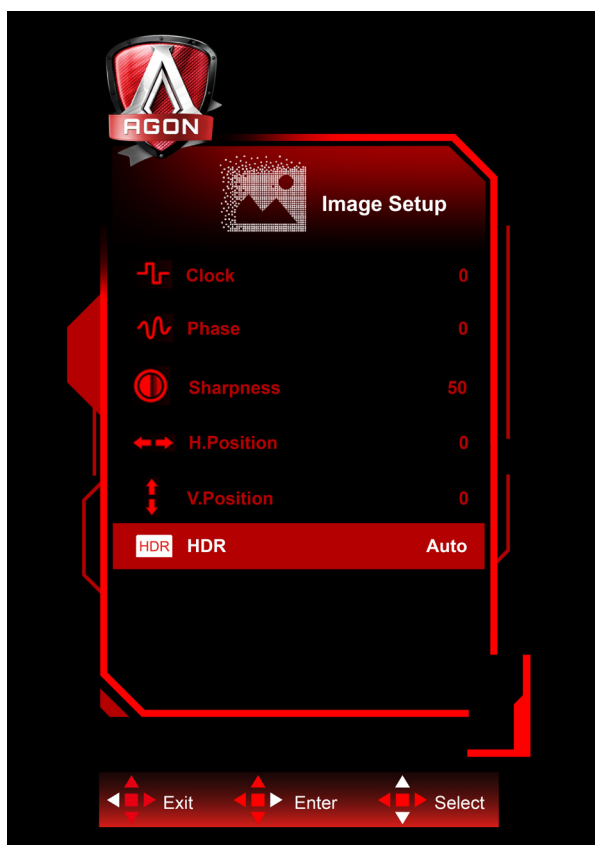 AGON
Image Setup
Clock 0
Phase 0
Sharpness 50
H.Position 0
V.Position 0
HDR HDR Auto
Exit Enter Select